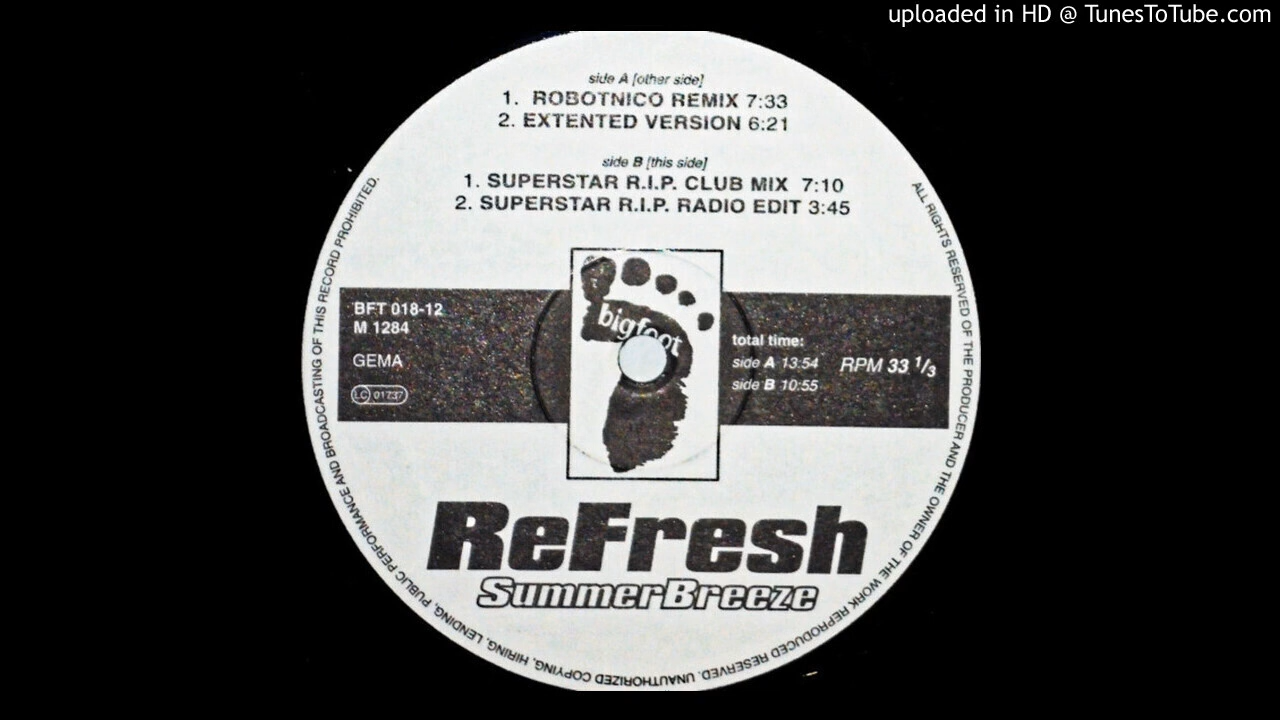 uploaded in HD @ TunesToTube.com
side A [other side]
1. ROBOTNICO REMIX 7:33
2. EXTENTED VERSION 6:21
side B [this side]
1. SUPERSTAR R.I.P. CLUB MIX 7:10
2. SUPERSTAR R.I.P. RADIO EDIT 3:45
BFT 018-12
M 1284
GEMA
LC 01737
bigfoot
total time:
side A 13:54
side B 10:55
RPM 33 1/3
ReFresh
SummerBreeze
ALL RIGHTS RESERVED OF THE PRODUCER AND THE OWNER OF THE WORK REPRODUCED RESERVED. UNAUTHORIZED COPYING, HIRING, LENDING, PUBLIC PERFORMANCE AND BROADCASTING OF THIS RECORD PROHIBITED.